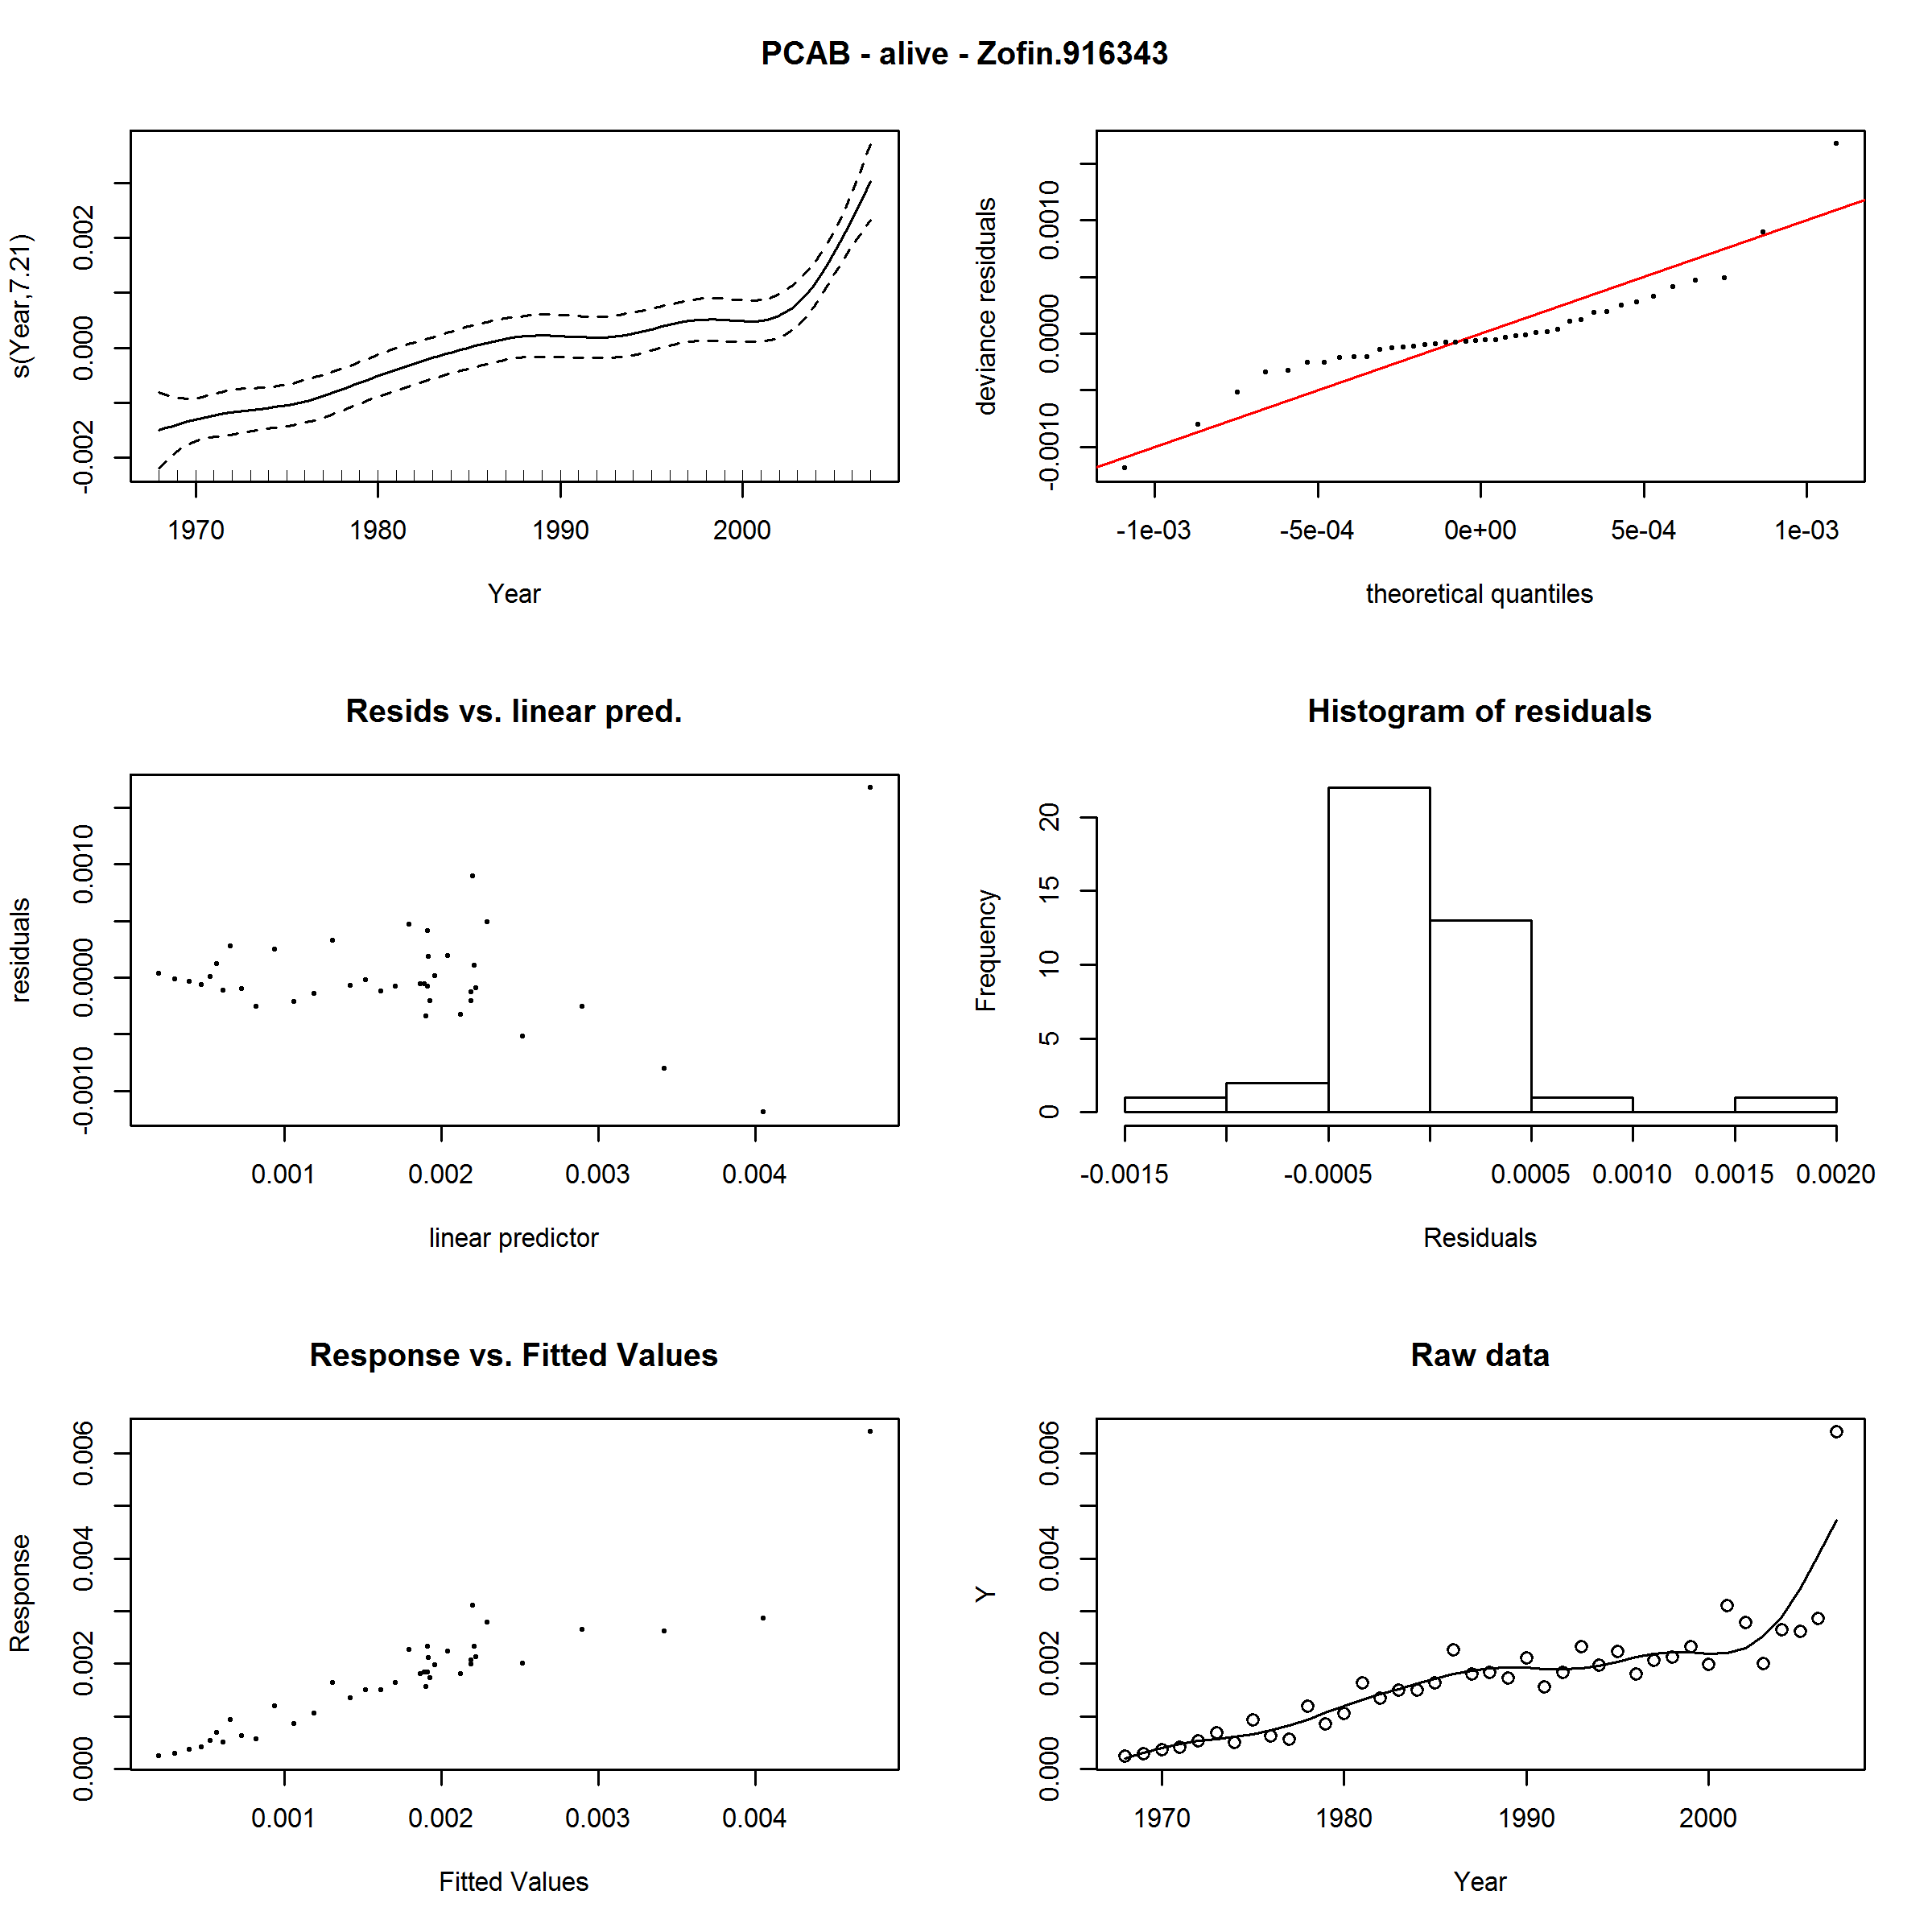 PCAB - alive - Zofin.916343
s(Year,7.21)
-0.002 0.000 0.002
1970 1980 1990 2000
Year
deviance residuals
-0.0010 0.0000 0.0010
-1e-03 -5e-04 0e+00 5e-04 1e-03
theoretical quantiles
Resids vs. linear pred.
residuals
-0.0010 0.0000 0.0010
0.001 0.002 0.003 0.004
linear predictor
Histogram of residuals
Frequency
0 5 10 15 20
-0.0015 -0.0005 0.0005 0.0010 0.0015 0.0020
Residuals
Response vs. Fitted Values
Response
0.000 0.002 0.004 0.006
0.001 0.002 0.003 0.004
Fitted Values
Raw data
Y
0.000 0.002 0.004 0.006
1970 1980 1990 2000
Year